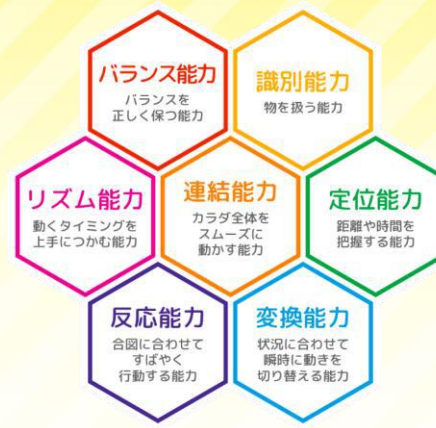 バランス能力
バランスを
正しく保つ能力
識別能力
物を扱う能力
リズム能力
動くタイミングを
上手につかむ能力
連結能力
カラダ全体を
スムーズに
動かす能力
定位能力
距離や時間を
把握する能力
反応能力
合図に合わせて
すばやく
行動する能力
変換能力
状況に合わせて
瞬時に動きを
切り替える能力